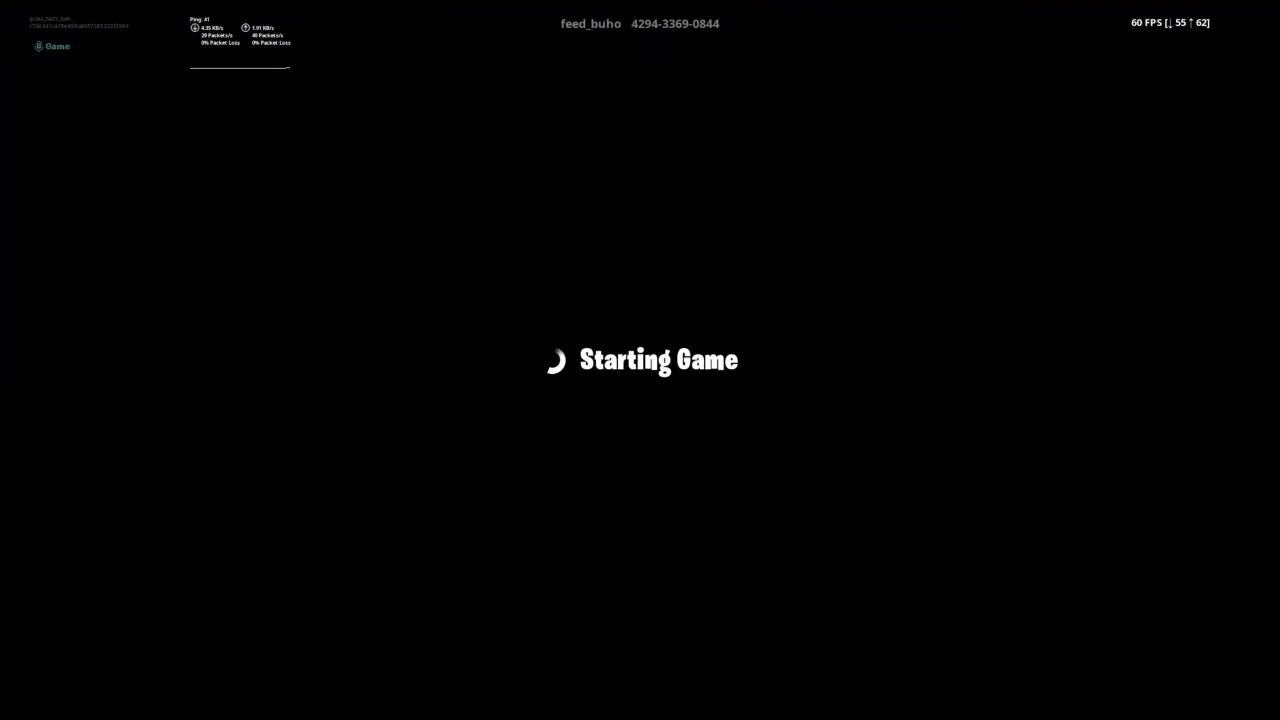 Game
Ping: 41
4.35 KB/s 1.91 KB/s
29 Packets/s 40 Packets/s
0% Packet Loss 0% Packet Loss
feed_buho 4294-3369-0844
60 FPS [↓ 55 ↑ 62]
Starting Game